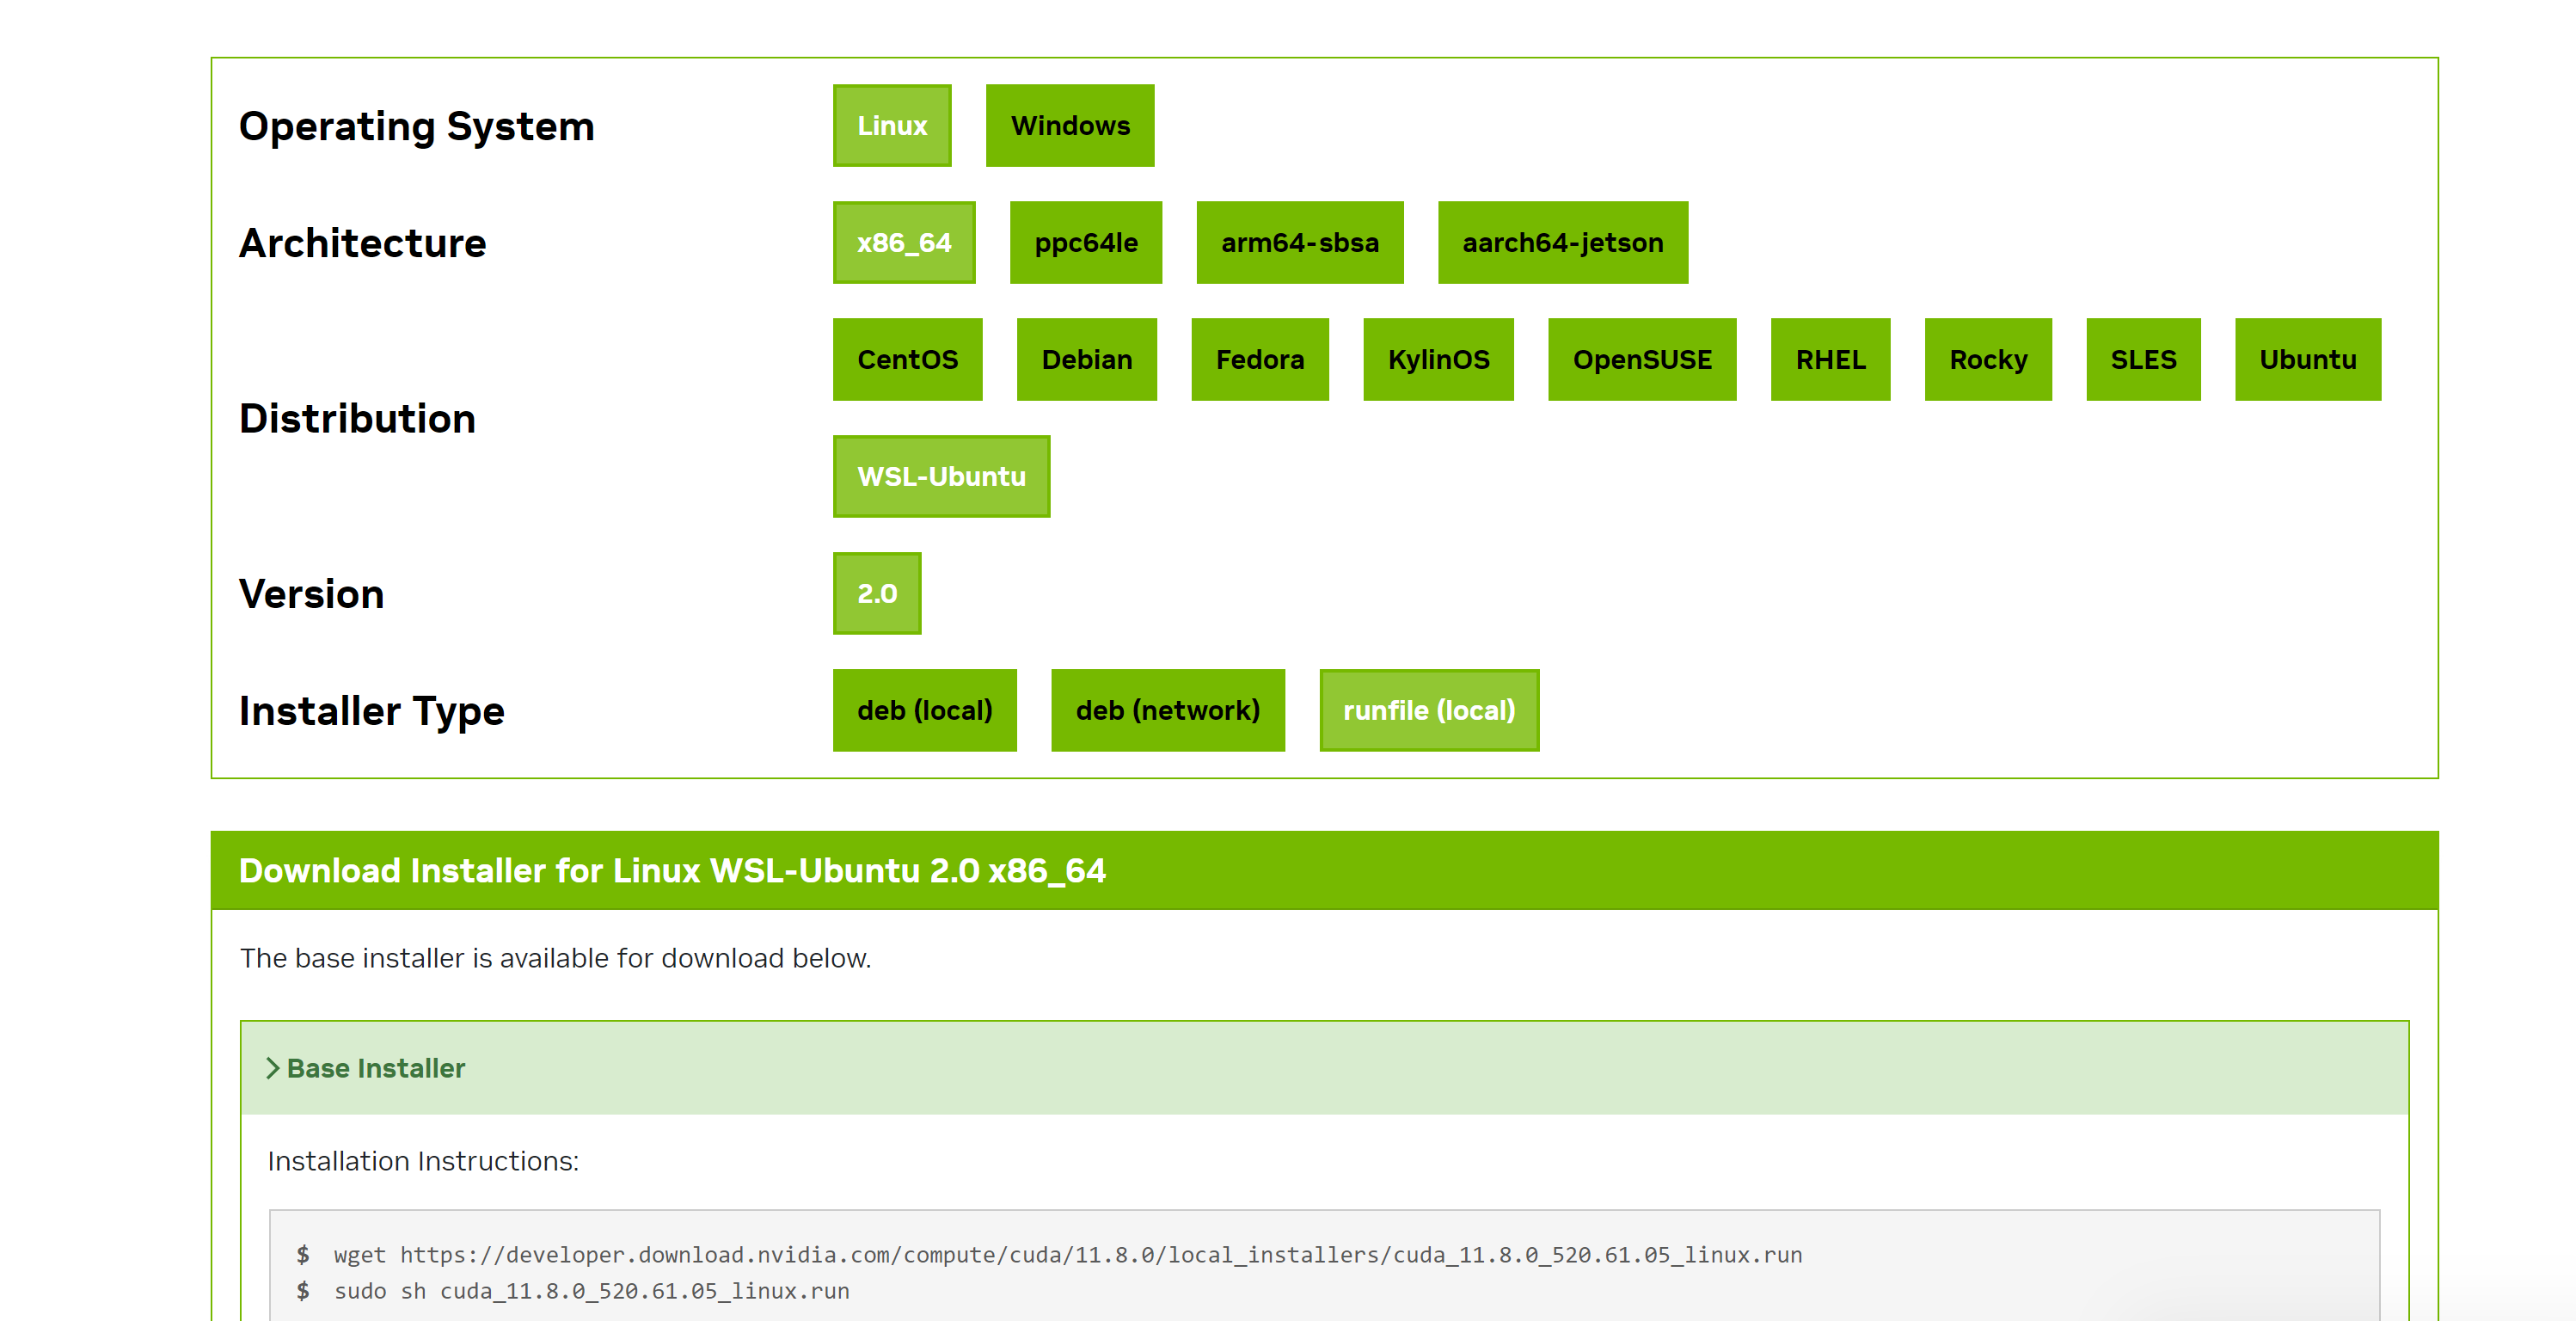 Operating System
Linux Windows
Architecture
x86_64 ppc64le arm64-sbsa aarch64-jetson
Distribution
CentOS Debian Fedora KylinOS OpenSUSE RHEL Rocky SLES Ubuntu
WSL-Ubuntu
Version
2.0
Installer Type
deb (local) deb (network) runfile (local)
Download Installer for Linux WSL-Ubuntu 2.0 x86_64
The base installer is available for download below.
Base Installer
Installation Instructions:
$ wget https://developer.download.nvidia.com/compute/cuda/11.8.0/local_installers/cuda_11.8.0_520.61.05_linux.run
$ sudo sh cuda_11.8.0_520.61.05_linux.run